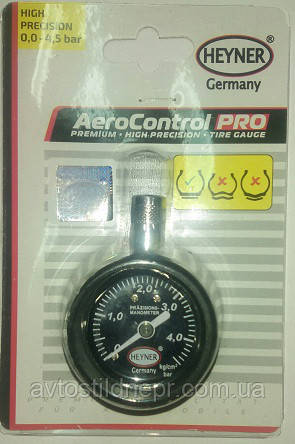 HIGH
PRECISION
0,0 - 4,5 bar
HEYNER
®
Germany
AeroControl PRO
PREMIUM • HIGH-PRECISION • TIRE GAUGE
2,0
1,0
3.0
PRÄZISIONS-
MANOMETER
0
4,0
HEYNER
®
kg/cm²
Germany
bar
© avtostildnepr.com.ua